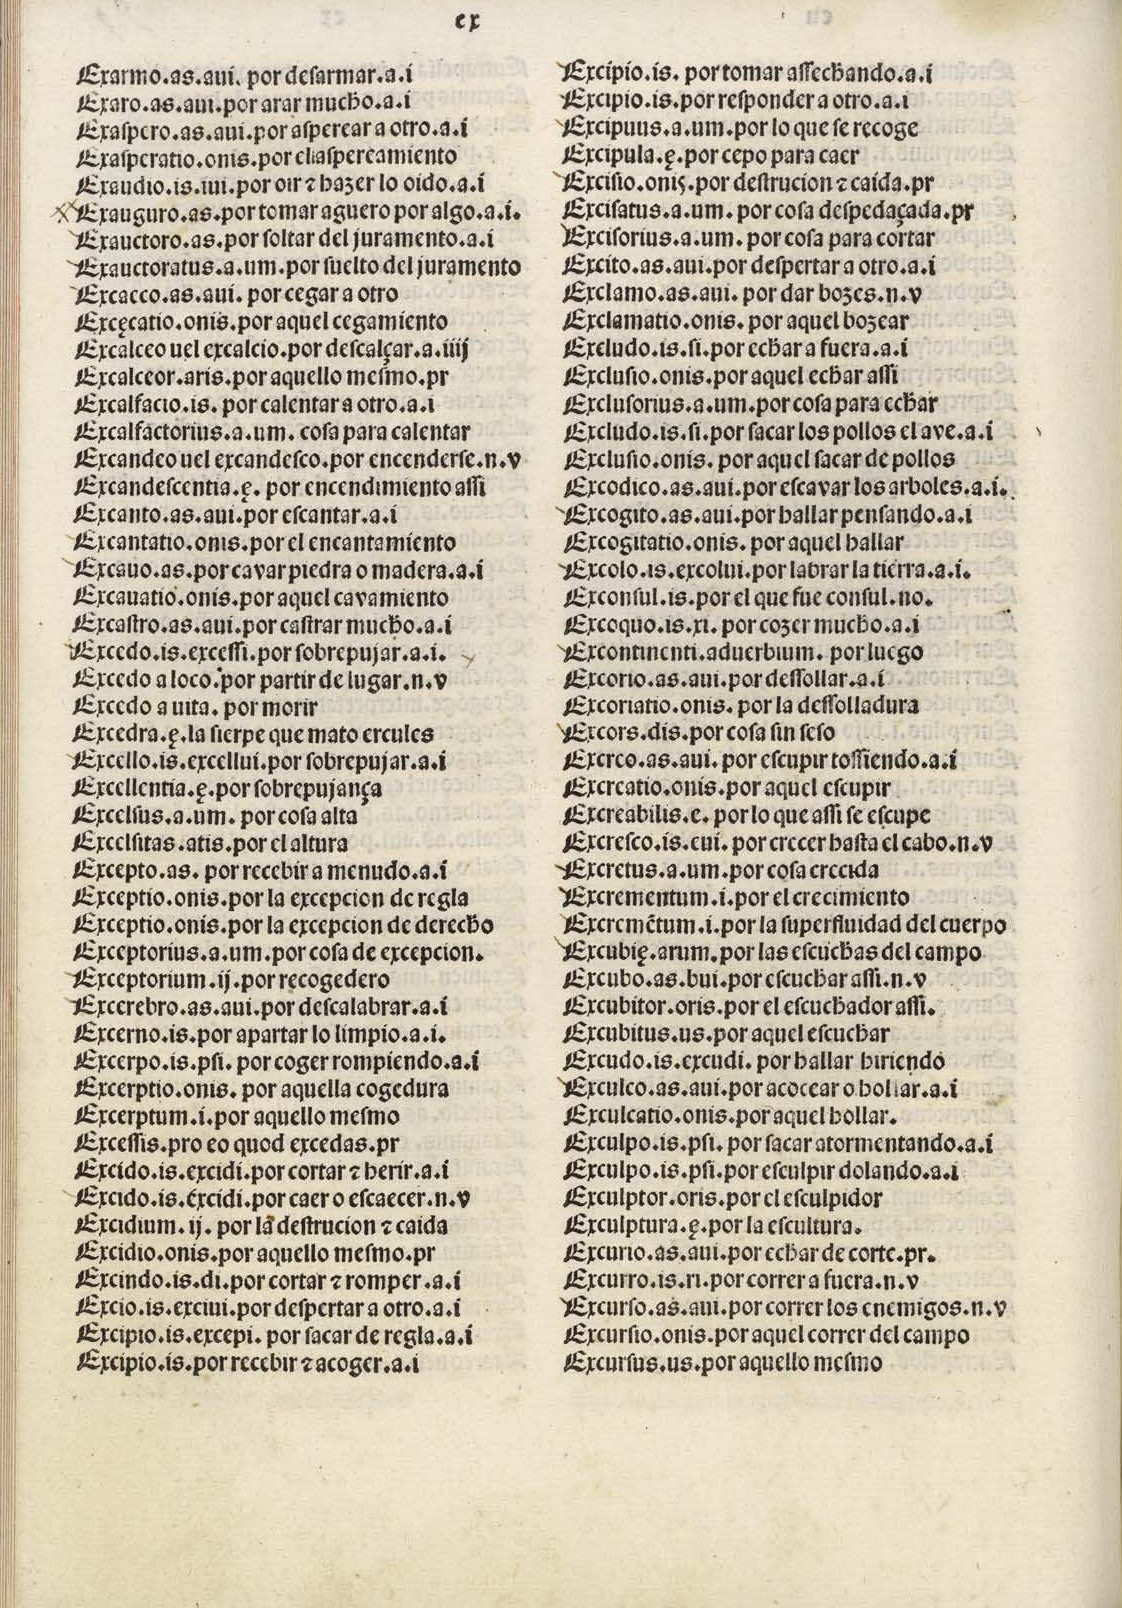 ex
Exarmo.as.aui. por desarmar.a.i
Exaro.as.aui.por arar mucho.a.i
Exaspero.as.aui.por asperear a otro.a.i
Exasperatio.onis.por el aspereamiento
Exaudio.is.iui.por oir ⁊ hazer lo oido.a.i
Exauguro.as.por tomar aguero por algo.a.i.
Exauctoro.as.por soltar del juramento.a.i
Exauctoratus.a.um.por suelto del juramento
Excaeco.as.aui. por cegar a otro
Excęcatio.onis.por aquel cegamiento
Excalceo uel excalcio.por descalçar.a.iiij
Excalceor.aris.por aquello mesmo.pr
Excalfacio.is. por calentar a otro.a.i
Excalfactorius.a.um. cosa para calentar
Excandeo uel excandesco.por encenderse.n.v
Excandescentia.ę. por encendimiento assi
Excanto.as.aui.por escantar.a.i
Excantatio.onis.por el encantamiento
Excauo.as.por cavar piedra o madera.a.i
Excauatio.onis.por aquel cavamiento
Excastro.as.aui.por castrar mucho.a.i
Excedo.is.excessi.por sobrepujar.a.i.
Excedo a loco.por partir de lugar.n.v
Excedo a uita. por morir
Excedra.ę.la sierpe que mato ercules
Excello.is.excellui.por sobrepujar.a.i
Excellentia.ę.por sobrepujança
Excelsus.a.um. por cosa alta
Excelsitas.atis.por el altura
Excepto.as. por recebir a menudo.a.i
Exceptio.onis.por la excepcion de regla
Exceptio.onis.por la excepcion de derecho
Exceptorius.a.um.por cosa de excepcion.
Exceptorium.ij.por recogedero
Excerebro.as.aui.por descalabrar.a.i
Excerno.is.por apartar lo limpio.a.i.
Excerpo.is.psi. por coger rompiendo.a.i
Excerptio.onis. por aquella cogedura
Excerptum.i.por aquello mesmo
Excessis.pro eo quod excedas.pr
Excido.is.excidi.por cortar ⁊ herir.a.i
Excido.is.excidi.por caer o escaecer.n.v
Excidium.ij. por la destrucion ⁊ caida
Excidio.onis.por aquello mesmo.pr
Excindo.is.di.por cortar ⁊ romper.a.i
Excio.is.exciui.por despertar a otro.a.i
Excipio.is.excepi. por sacar de regla.a.i
Excipio.is.por recebir ⁊ acoger.a.i
Excipio.is. por tomar assechando.a.i
Excipio.is.por responder a otro.a.i
Excipuus.a.um.por lo que se recoge
Excipula.ę.por cepo para caer
Excisio.onis.por destrucion ⁊ caida.pr
Excisatus.a.um.por cosa despedaçada.pr
Excisorius.a.um.por cosa para cortar
Excito.as.aui.por despertar a otro.a.i
Exclamo.as.aui. por dar bozes.n.v
Exclamatio.onis. por aquel bozear
Excludo.is.si.por echar a fuera.a.i
Exclusio.onis.por aquel echar assi
Exclusorius.a.um.por cosa para echar
Excludo.is.si.por sacar los pollos el ave.a.i
Exclusio.onis. por aquel sacar de pollos
Excodico.as.aui.por escavar los arboles.a.i.
Excogito.as.aui.por hallar pensando.a.i
Excogitatio.onis. por aquel hallar
Excolo.is.excolui.por labrar la tierra.a.i.
Exconsul.is.por el que fue consul.no.
Excoquo.is.xi. por cozer mucho.a.i
Excontinenti.aduerbium. por luego
Excorio.as.aui.por dessollar.a.i
Excoriatio.onis. por la dessolladura
Excors.dis.por cosa sin seso
Excreo.as.aui. por escupir tossiendo.a.i
Excreatio.onis.por aquel escupir
Excreabilis.e. por lo que assi se escupe
Excresco.is.eui. por crecer hasta el cabo.n.v
Excretus.a.um.por cosa crecida
Excrementum.i.por el crecimiento
Excremẽtum.i.por la superfluidad del cuerpo
Excubię.arum.por las escuchas del campo
Excubo.as.bui.por escuchar assi.n.v
Excubitor.oris.por el escuchador assi.
Excubitus.us.por aquel escuchar
Excudo.is.excudi. por hallar hiriendo
Exculco.as.aui.por acocear o hollar.a.i
Exculcatio.onis.por aquel hollar.
Exculpo.is.psi. por sacar atormentando.a.i
Exculpo.is.psi.por esculpir dolando.a.i
Exculptor.oris.por el esculpidor
Exculptura.ę.por la escultura.
Excurio.as.aui.por echar de corte.pr.
Excurro.is.ri.por correr a fuera.n.v
Excurso.as.aui.por correr los enemigos.n.v
Excursio.onis.por aquel correr del campo
Excursus.us.por aquello mesmo